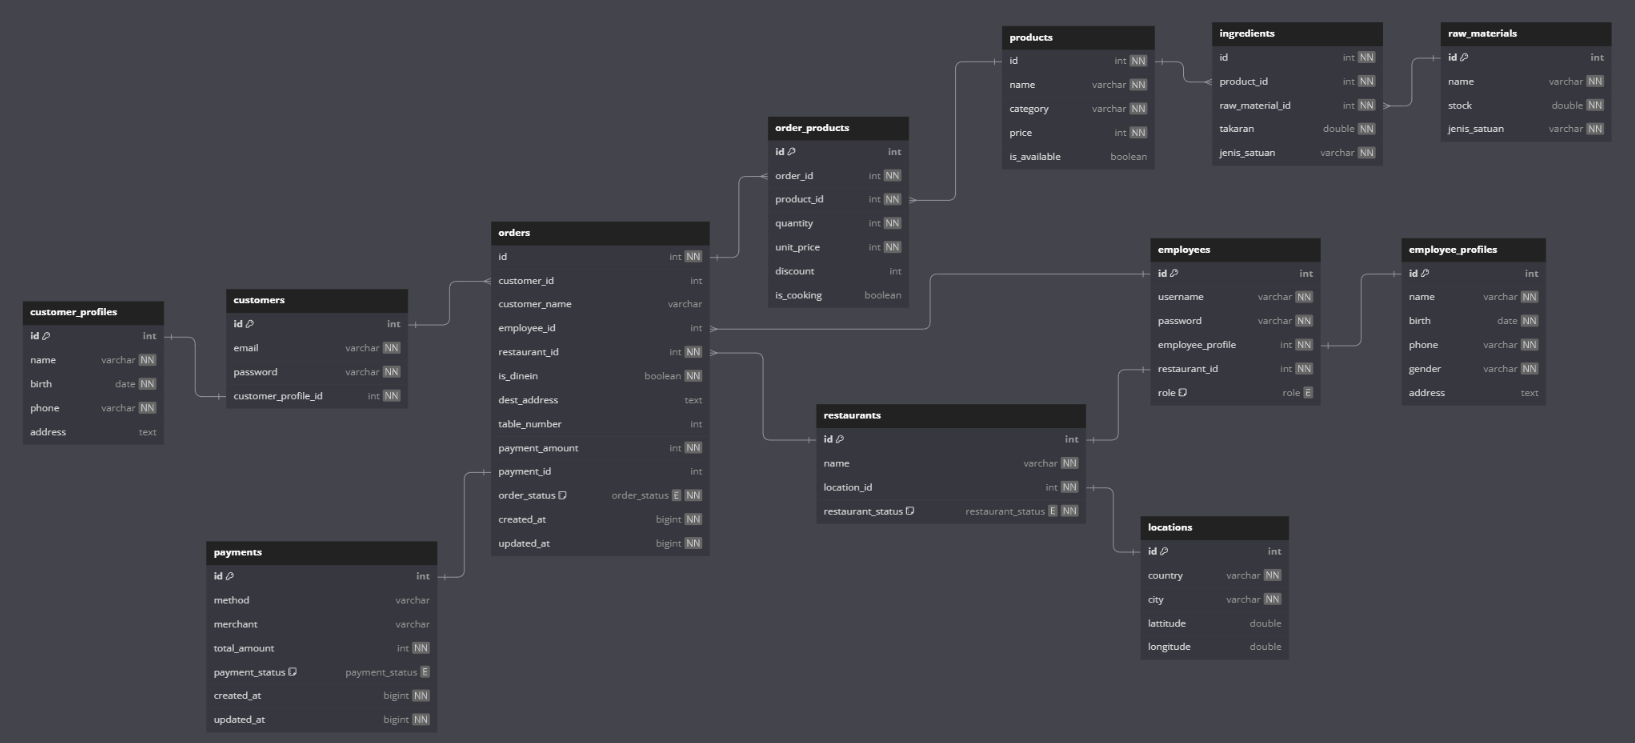 customer_profiles
id int
name varchar NN
birth date NN
phone varchar NN
address text
customers
id int
email varchar NN
password varchar NN
customer_profile_id int NN
payments
id int
method varchar
merchant varchar
total_amount int NN
payment_status payment_status E
created_at bigint NN
updated_at bigint NN
orders
id int NN
customer_id int
customer_name varchar
employee_id int
restaurant_id int NN
is_dinein boolean NN
dest_address text
table_number int
payment_amount int NN
payment_id int
order_status order_status E NN
created_at bigint NN
updated_at bigint NN
order_products
id int
order_id int NN
product_id int NN
quantity int NN
unit_price int NN
discount int
is_cooking boolean
products
id int NN
name varchar NN
category varchar NN
price int NN
is_available boolean
ingredients
id int NN
product_id int NN
raw_material_id int NN
takaran double NN
jenis_satuan varchar NN
raw_materials
id int
name varchar NN
stock double NN
jenis_satuan varchar NN
employees
id int
username varchar NN
password varchar NN
employee_profile int NN
restaurant_id int NN
role role E
employee_profiles
id int
name varchar NN
birth date NN
phone varchar NN
gender varchar NN
address text
restaurants
id int
name varchar NN
location_id int NN
restaurant_status restaurant_status E NN
locations
id int
country varchar NN
city varchar NN
lattitude double
longitude double